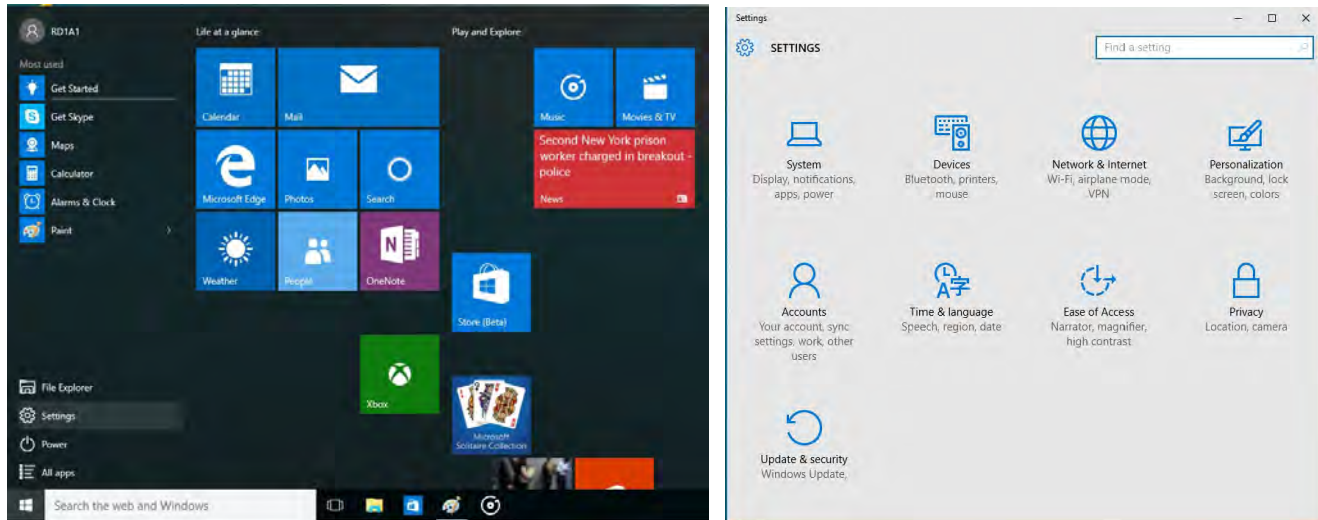 RD1A1
Most used
Get Started
Get Skype
Maps
Calculator
Alarms & Clock
Paint
File Explorer
Settings
Power
All apps
Search the web and Windows
Life at a glance
Calendar
Mail
Microsoft Edge
Photos
Search
Weather
People
N
OneNote
Xbox
Play and Explore
Music
Movies & TV
Second New York prison
worker charged in breakout -
police
News
Store (Beta)
Microsoft
Solitaire Collection
Settings
SETTINGS
Find a setting
System
Display, notifications,
apps, power
Devices
Bluetooth, printers,
mouse
Network & Internet
Wi-Fi, airplane mode,
VPN
Personalization
Background, lock
screen, colors
Accounts
Your account, sync
settings, work, other
users
A字
Time & language
Speech, region, date
Ease of Access
Narrator, magnifier,
high contrast
Privacy
Location, camera
Update & security
Windows Update,